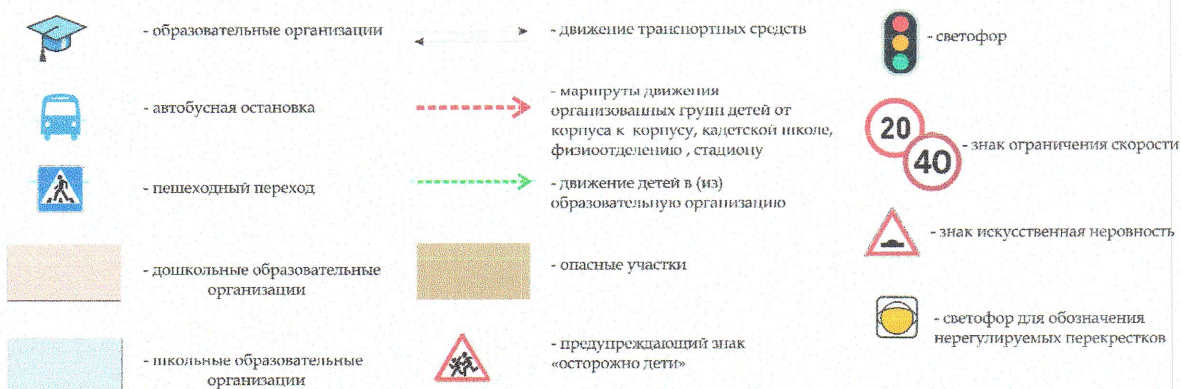 - образовательные организации
- автобусная остановка
- пешеходный переход
- дошкольные образовательные
организации
- школьные образовательные
организации
- движение транспортных средств
- маршруты движения
организованных групп детей от
корпуса к корпусу, кадетской школе,
физиоотделению , стадиону
- движение детей в (из)
образовательную организацию
- опасные участки
- предупреждающий знак
«осторожно дети»
- светофор
20
40
- знак ограничения скорости
- знак искусственная неровность
- светофор для обозначения
нерегулируемых перекрестков